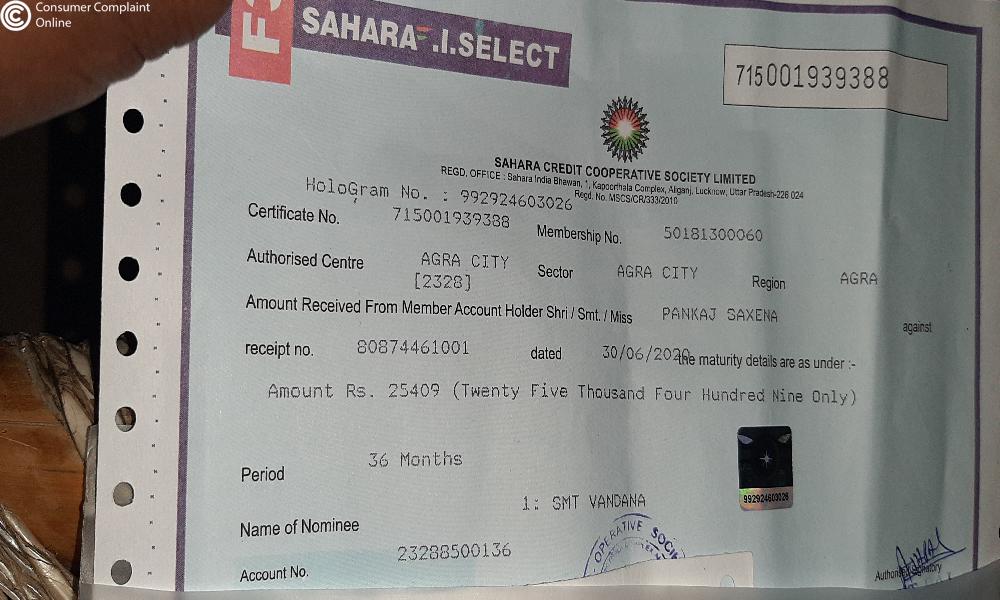 Consumer Complaint
Online
SAHARA .I.SELECT
715001939388
SAHARA CREDIT COOPERATIVE SOCIETY LIMITED
REGD. OFFICE : Sahara India Bhawan, 1, Kapoorthala Complex, Aliganj, Lucknow, Uttar Pradesh-226 024
Regd. No. MSCS/CR/333/2010
HoloGram No. : 992924603026
Certificate No. 715001939388 Membership No. 50181300060
Authorised Centre AGRA CITY Sector AGRA CITY Region AGRA
[2328]
Amount Received From Member Account Holder Shri / Smt. / Miss PANKAJ SAXENA against
receipt no. 80874461001 dated 30/06/2020 the maturity details are as under :-
Amount Rs. 25409 (Twenty Five Thousand Four Hundred Nine Only)
Period 36 Months
992924603026
1: SMT VANDANA
Name of Nominee
Account No. 23288500136
OPERATIVE SOCI
Authorised Signatory